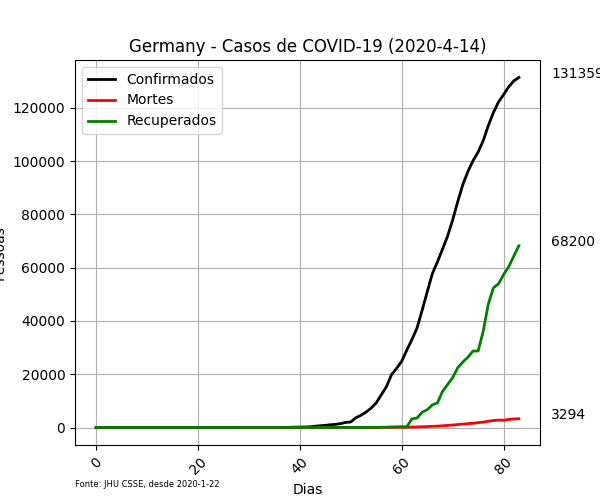 Germany - Casos de COVID-19 (2020-4-14)
Confirmados
Mortes
Recuperados
131359
68200
3294
120000
100000
80000
60000
40000
20000
0
0 20 40 60 80
Dias
Fonte: JHU CSSE, desde 2020-1-22